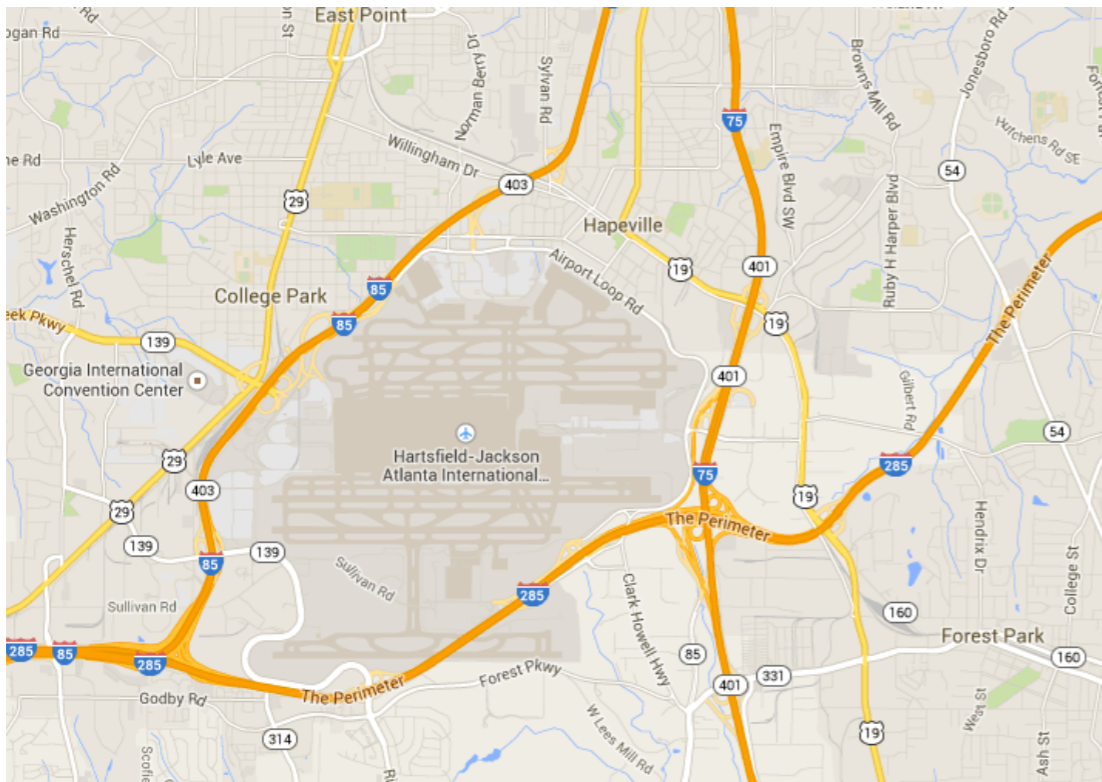 East Point
Norman Berry Dr
Sylvan Rd
Browns Mill Rd
Jonesboro Rd
75
Empire Blvd SW
Hutchens Rd SE
Willingham Dr
Lyle Ave
Washington Rd
403
54
29
Ruby H Harper Blvd
Hapeville
Herschel Rd
Airport Loop Rd
19
401
The Perimeter
85
College Park
85
19
139
Georgia International
Convention Center
401
Gilbert Rd
Hartsfield-Jackson
Atlanta International...
54
29
285
75
403
19
29
The Perimeter
Hendrix Dr
College St
139
139
85
Sullivan Rd
285
Clark Howell Hwy
Sullivan Rd
160
Forest Park
285
85
285
85
160
331
401
Forest Pkwy
The Perimeter
Godby Rd
West St
W Lees Mill Rd
314
19
Ash St